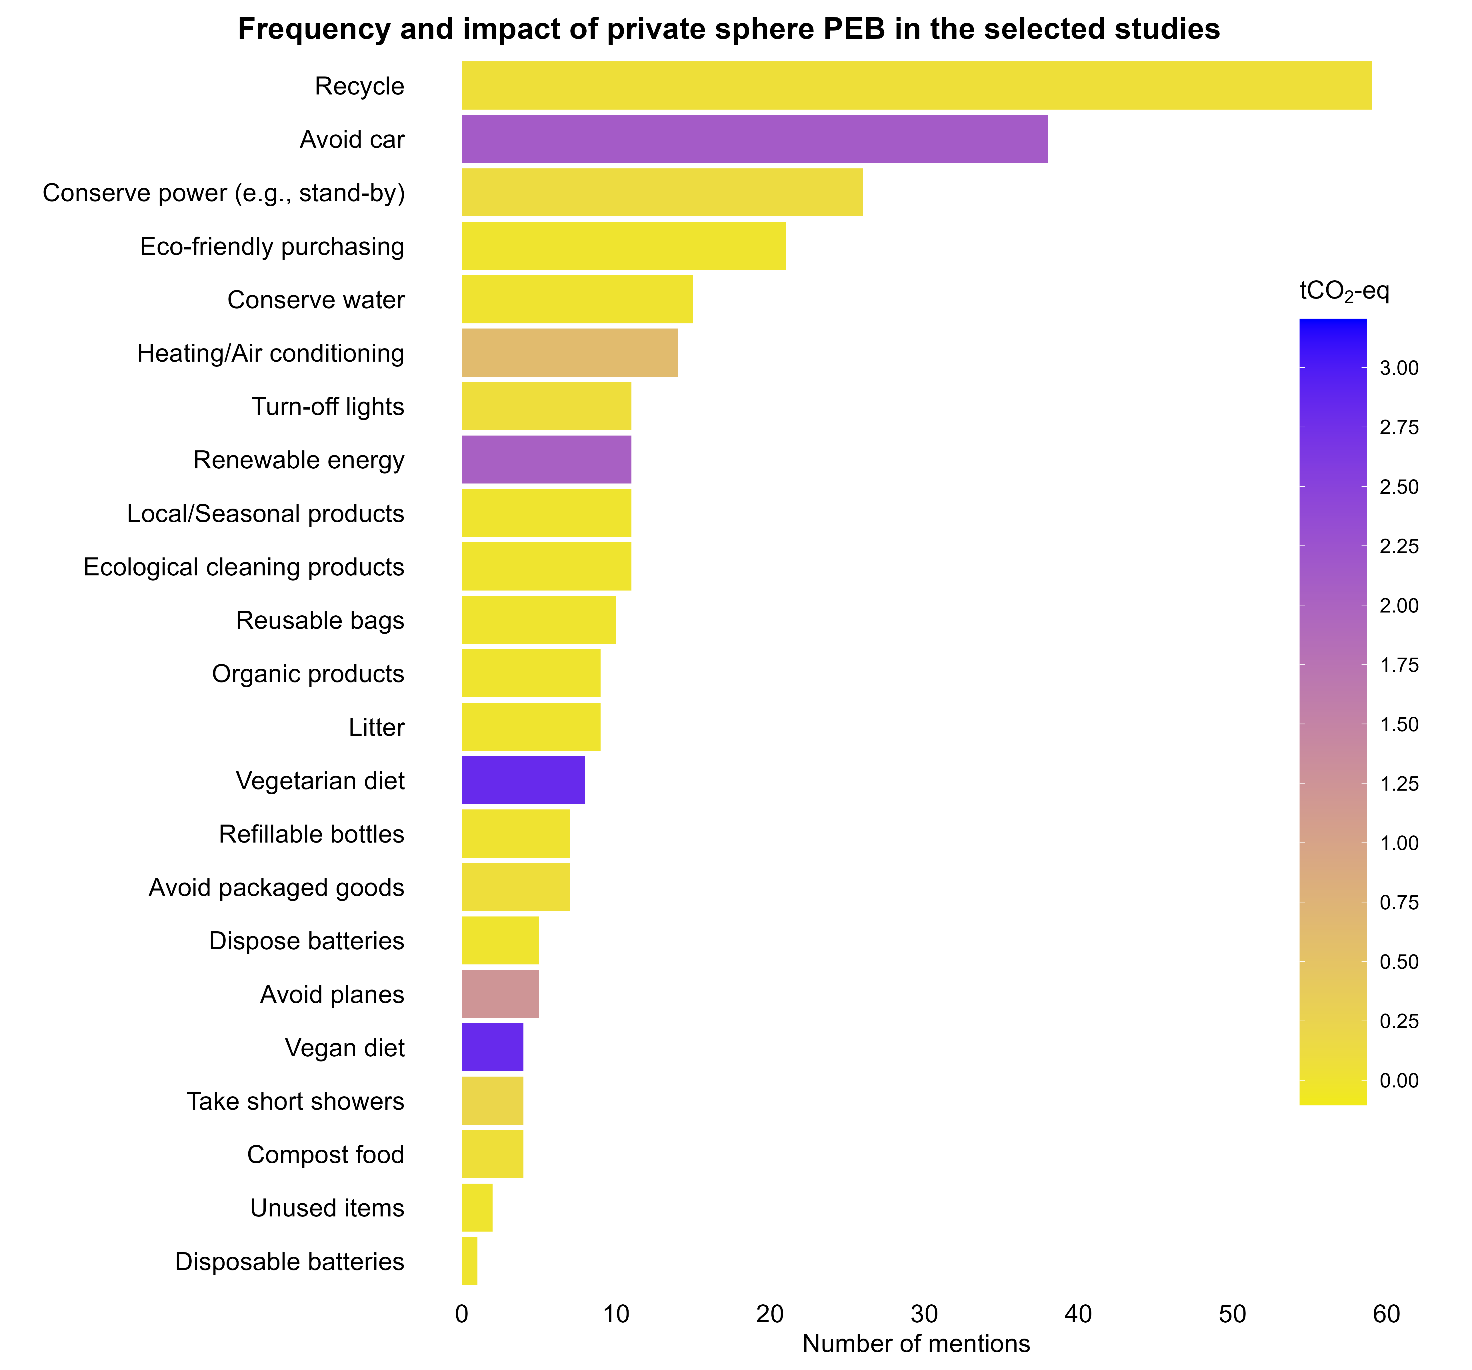 Frequency and impact of private sphere PEB in the selected studies
Recycle
Avoid car
Conserve power (e.g., stand-by)
Eco-friendly purchasing
Conserve water
Heating/Air conditioning
Turn-off lights
Renewable energy
Local/Seasonal products
Ecological cleaning products
Reusable bags
Organic products
Litter
Vegetarian diet
Refillable bottles
Avoid packaged goods
Dispose batteries
Avoid planes
Vegan diet
Take short showers
Compost food
Unused items
Disposable batteries
0 10 20 30 40 50 60
Number of mentions
tCO₂-eq
3.00
2.75
2.50
2.25
2.00
1.75
1.50
1.25
1.00
0.75
0.50
0.25
0.00